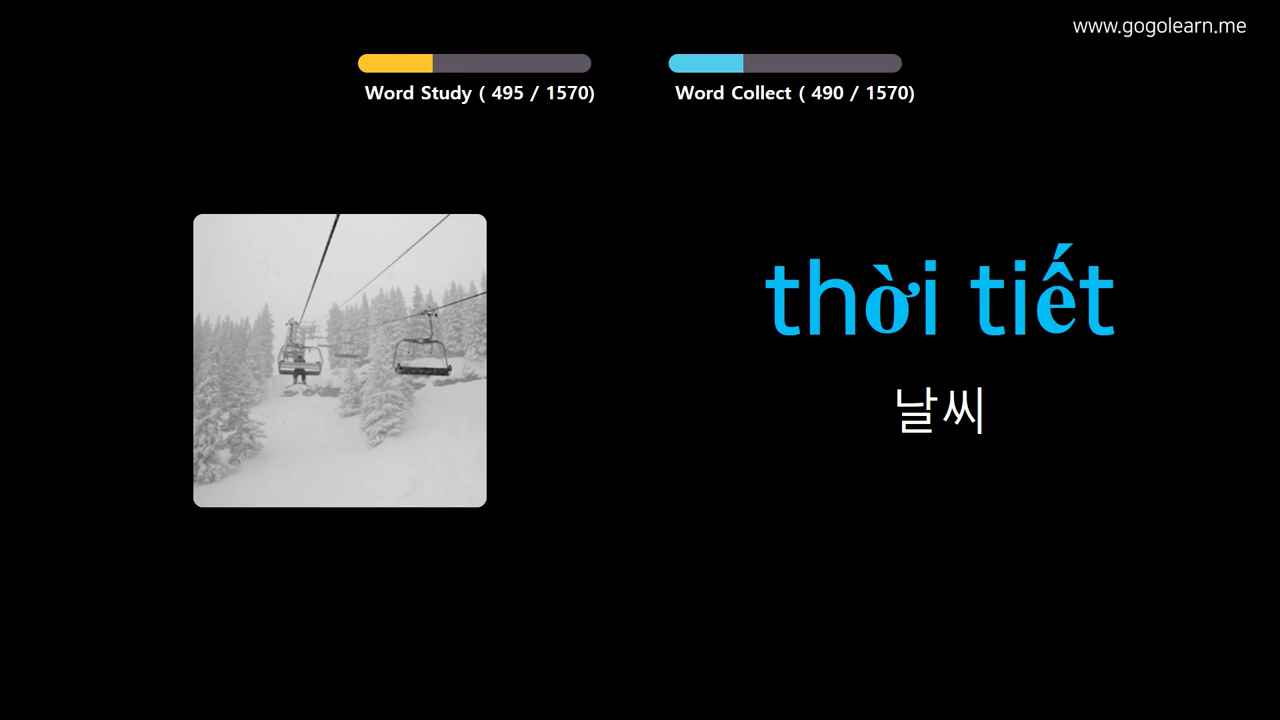 www.gogolearn.me
Word Study ( 495 / 1570)
Word Collect ( 490 / 1570)
thời tiết
날씨